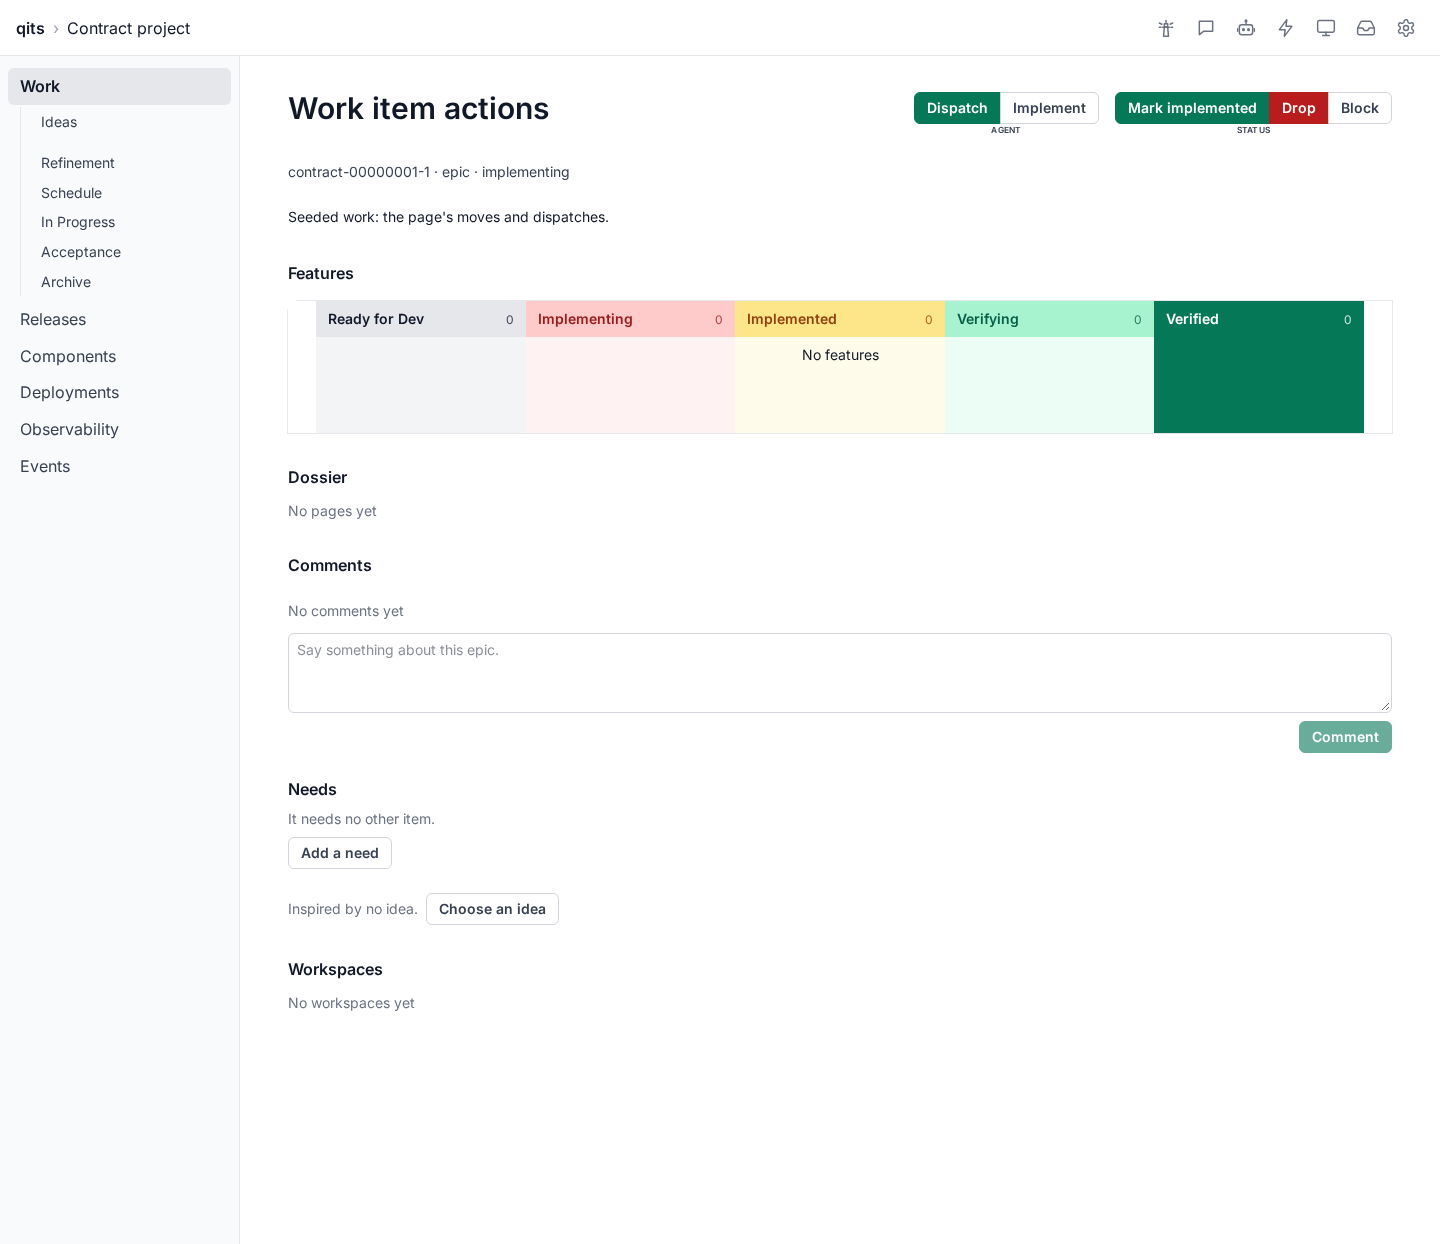 qits › Contract project
Work
Ideas
Refinement
Schedule
In Progress
Acceptance
Archive
Releases
Components
Deployments
Observability
Events
Work item actions
Dispatch Implement
AGENT
Mark implemented Drop Block
STATUS
contract-00000001-1 · epic · implementing
Seeded work: the page's moves and dispatches.
Features
Ready for Dev 0 Implementing 0 Implemented 0 Verifying 0 Verified 0
No features
Dossier
No pages yet
Comments
No comments yet
Say something about this epic.
Comment
Needs
It needs no other item.
Add a need
Inspired by no idea. Choose an idea
Workspaces
No workspaces yet